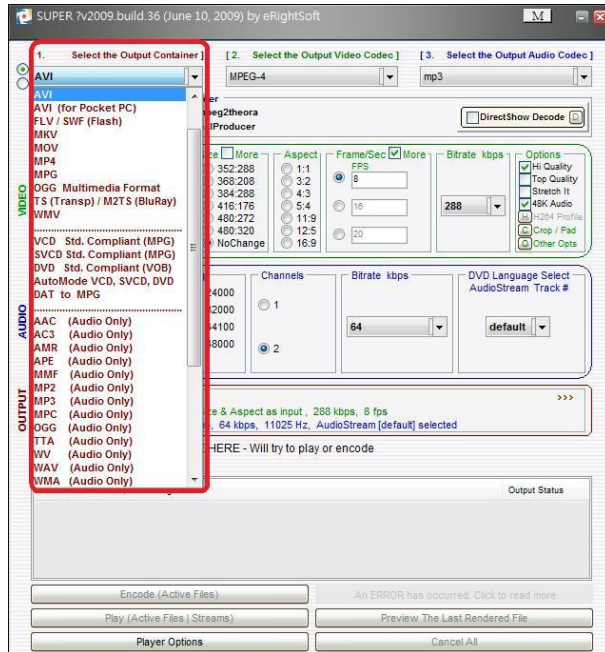 SUPER ?v2009.build.36 (June 10, 2009) by eRightSoft
M
1. Select the Output Container
[ 2. Select the Output Video Codec ]
[ 3. Select the Output Audio Codec ]
AVI
MPEG-4
mp3
AVI
AVI (for Pocket PC)
FLV / SWF (Flash)
MKV
MOV
MP4
MPG
OGG Multimedia Format
TS (Transp) / M2TS (BluRay)
WMV
VCD Std. Compliant (MPG)
SVCD Std. Compliant (MPG)
DVD Std. Compliant (VOB)
AutoMode VCD, SVCD, DVD
DAT to MPG
AAC (Audio Only)
AC3 (Audio Only)
AMR (Audio Only)
APE (Audio Only)
MMF (Audio Only)
MP2 (Audio Only)
MP3 (Audio Only)
MPC (Audio Only)
OGG (Audio Only)
TTA (Audio Only)
WV (Audio Only)
WAV (Audio Only)
WMA (Audio Only)
DirectShow Decode D
VIDEO
More
352:288
368:208
384:288
416:176
480:272
480:320
NoChange
Aspect
1:1
3:2
4:3
5:4
11:9
12:5
16:9
Frame/Sec More
FPS
8
16
20
Bitrate kbps
288
Options
Hi Quality
Top Quality
Stretch It
48K Audio
H H264 Profile
C Crop / Pad
O Other Opts
AUDIO
Channels
1
2
Bitrate kbps
64
DVD Language Select
AudioStream Track #
default
OUTPUT
>>>
& Aspect as input , 288 kbps, 8 fps
, 64 kbps, 11025 Hz, AudioStream [default] selected
HERE - Will try to play or encode
Output Status
Encode (Active Files)
An ERROR has occurred. Click to read more..
Play (Active Files | Streams)
Preview The Last Rendered File
Player Options
Cancel All